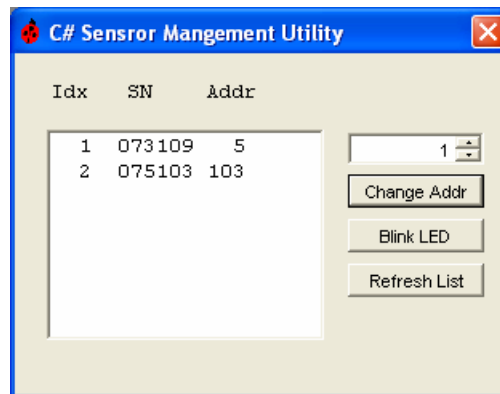 C# Sensror Mangement Utility
Idx SN Addr
1 073109 5
2 075103 103
1
Change Addr
Blink LED
Refresh List